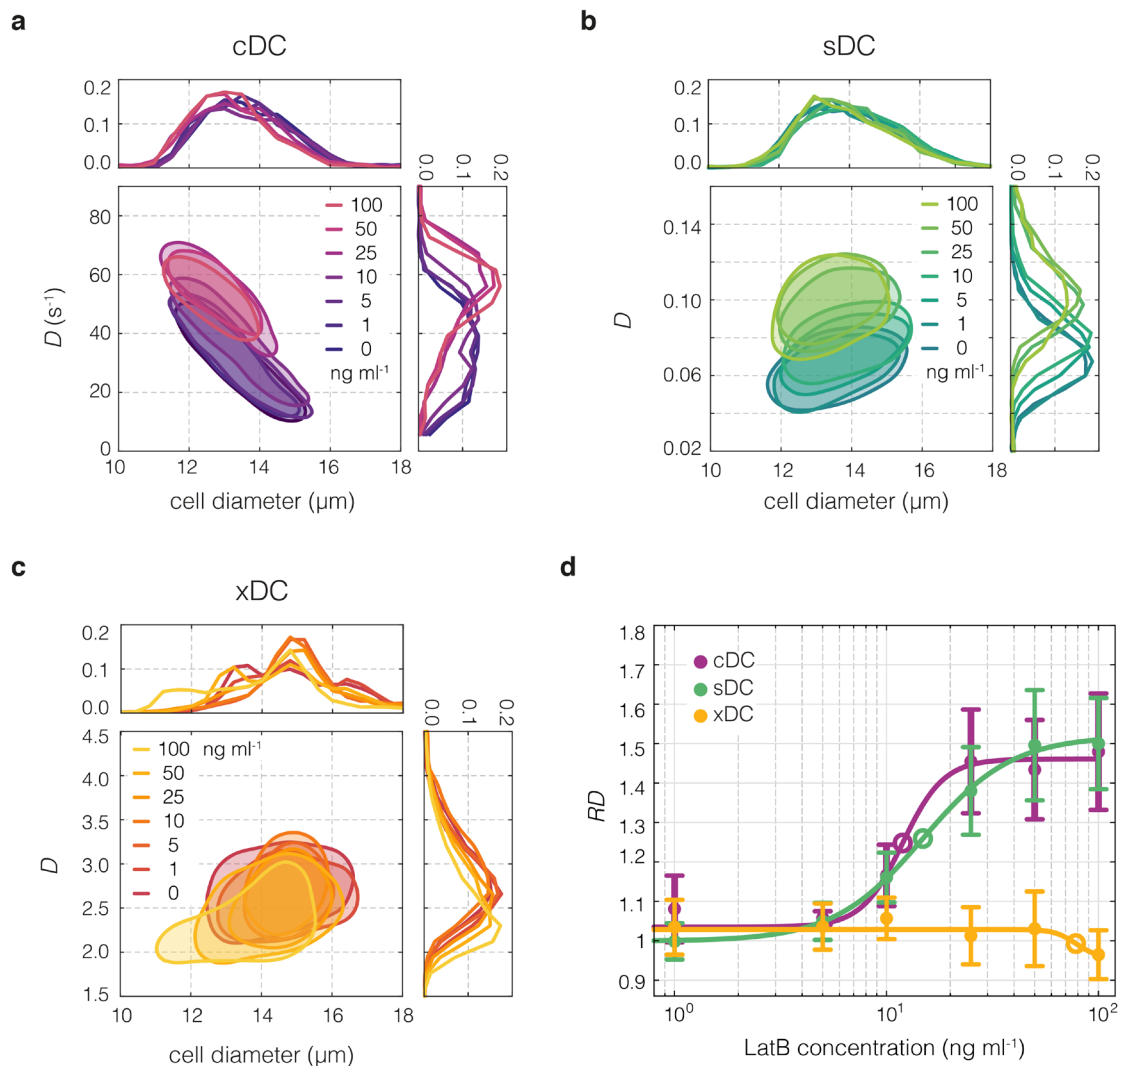 a
cDC
0.2
0.1
0.0
0.0
0.1
0.2
80
60
40
20
0
D (s⁻¹)
100
50
25
10
5
1
0
ng ml⁻¹
10 12 14 16 18
cell diameter (µm)
b
sDC
0.2
0.1
0.0
0.0
0.1
0.2
0.14
0.10
0.06
0.02
D
100
50
25
10
5
1
0
ng ml⁻¹
10 12 14 16 18
cell diameter (µm)
c
xDC
0.2
0.1
0.0
0.0
0.1
0.2
4.5
4.0
3.5
3.0
2.5
2.0
1.5
D
100 ng ml⁻¹
50
25
10
5
1
0
10 12 14 16 18
cell diameter (µm)
d
1.8
1.7
1.6
1.5
1.4
1.3
1.2
1.1
1
0.9
RD
cDC
sDC
xDC
10⁰ 10¹ 10²
LatB concentration (ng ml⁻¹)